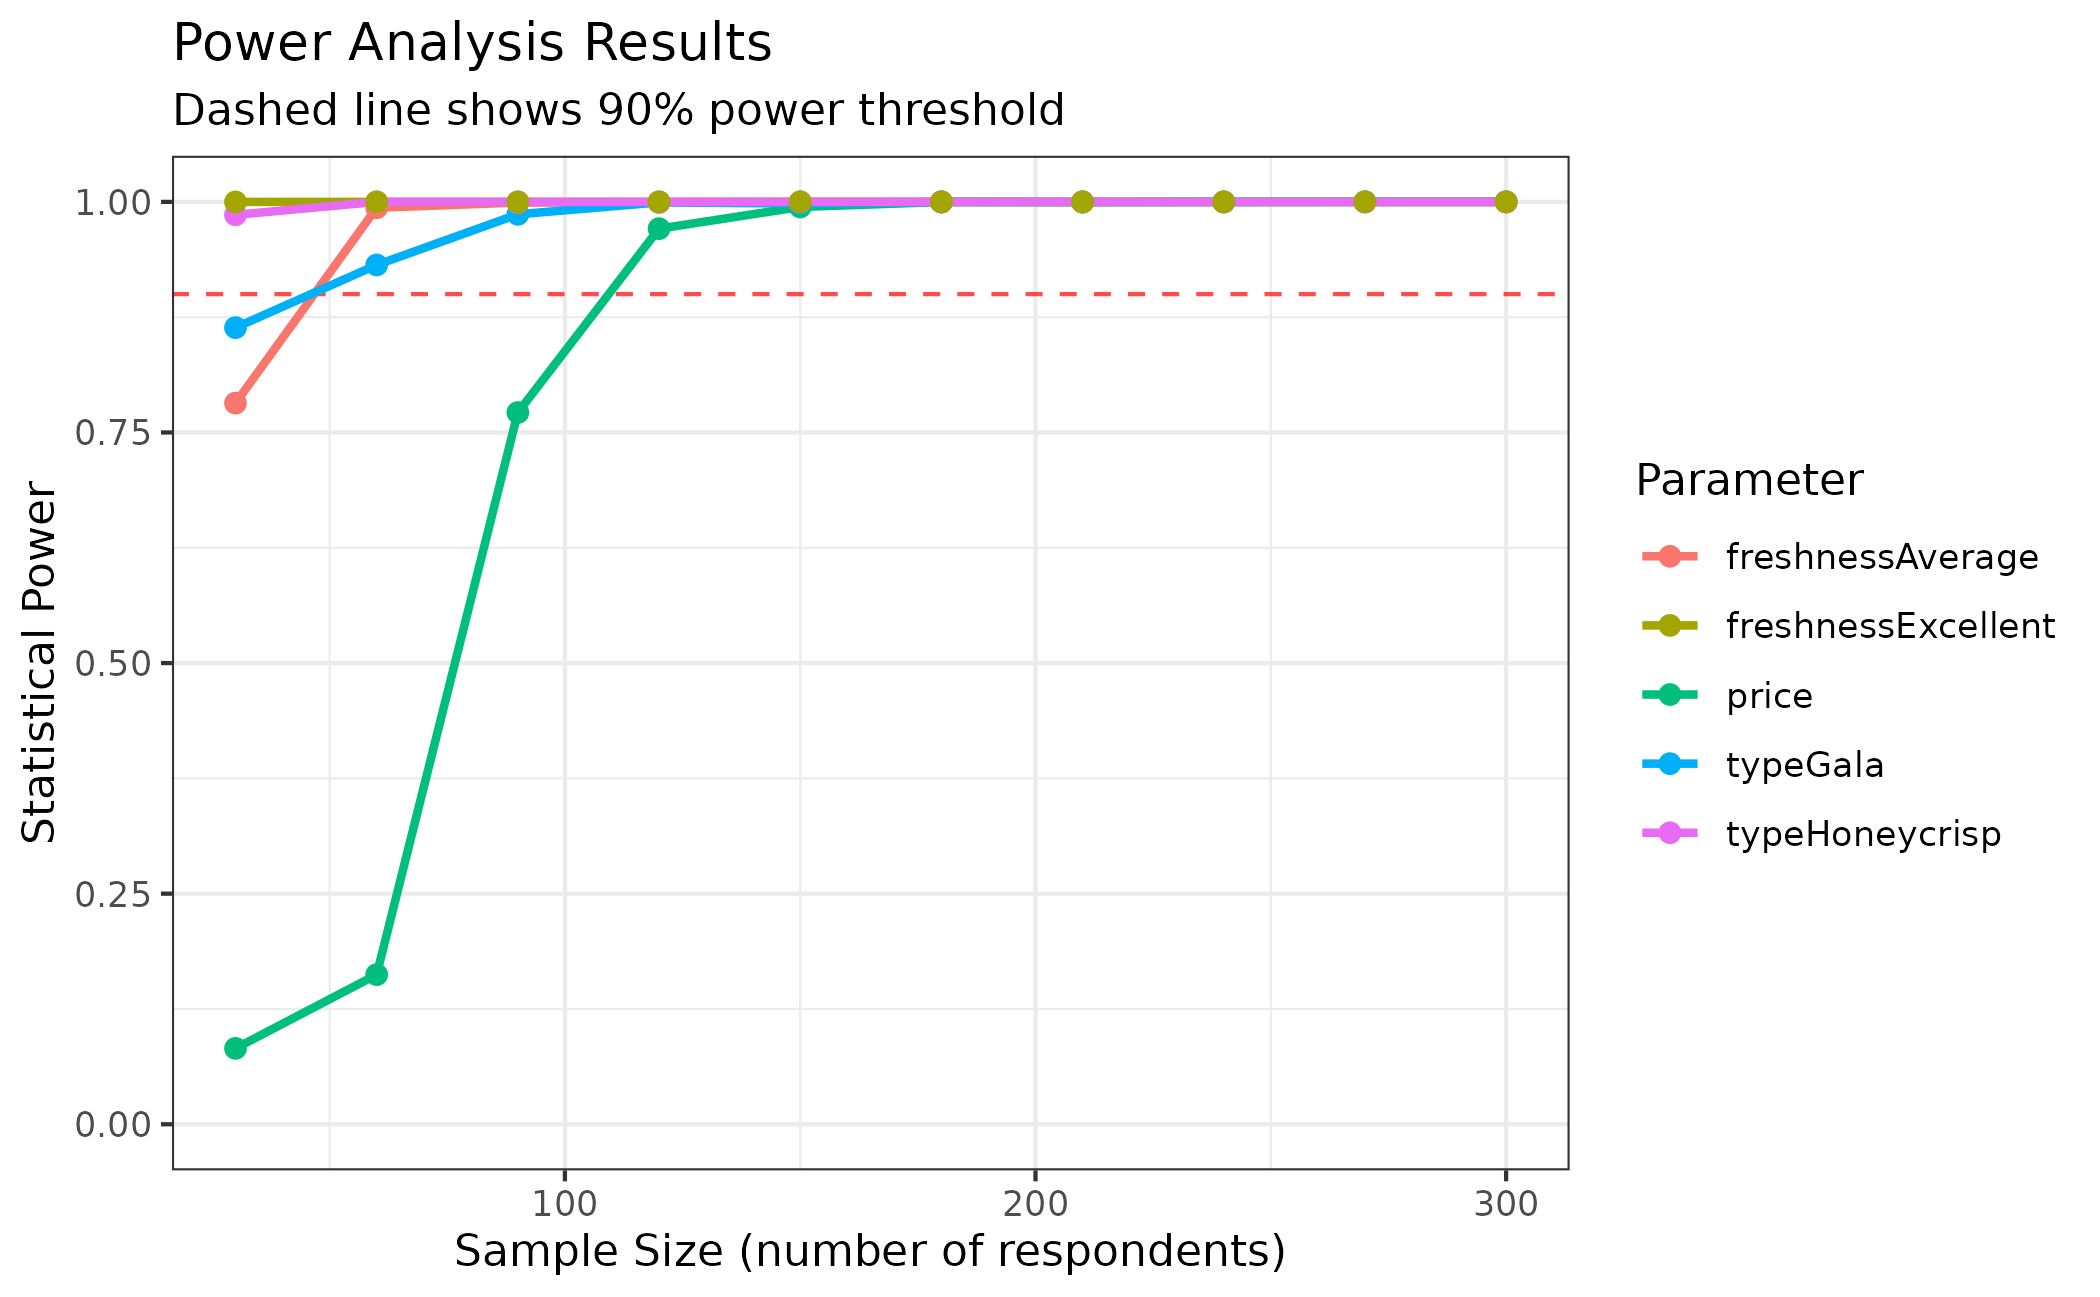 Power Analysis Results
Dashed line shows 90% power threshold
1.00
0.75
0.50
0.25
0.00
Statistical Power
100
200
300
Sample Size (number of respondents)
Parameter
freshnessAverage
freshnessExcellent
price
typeGala
typeHoneycrisp